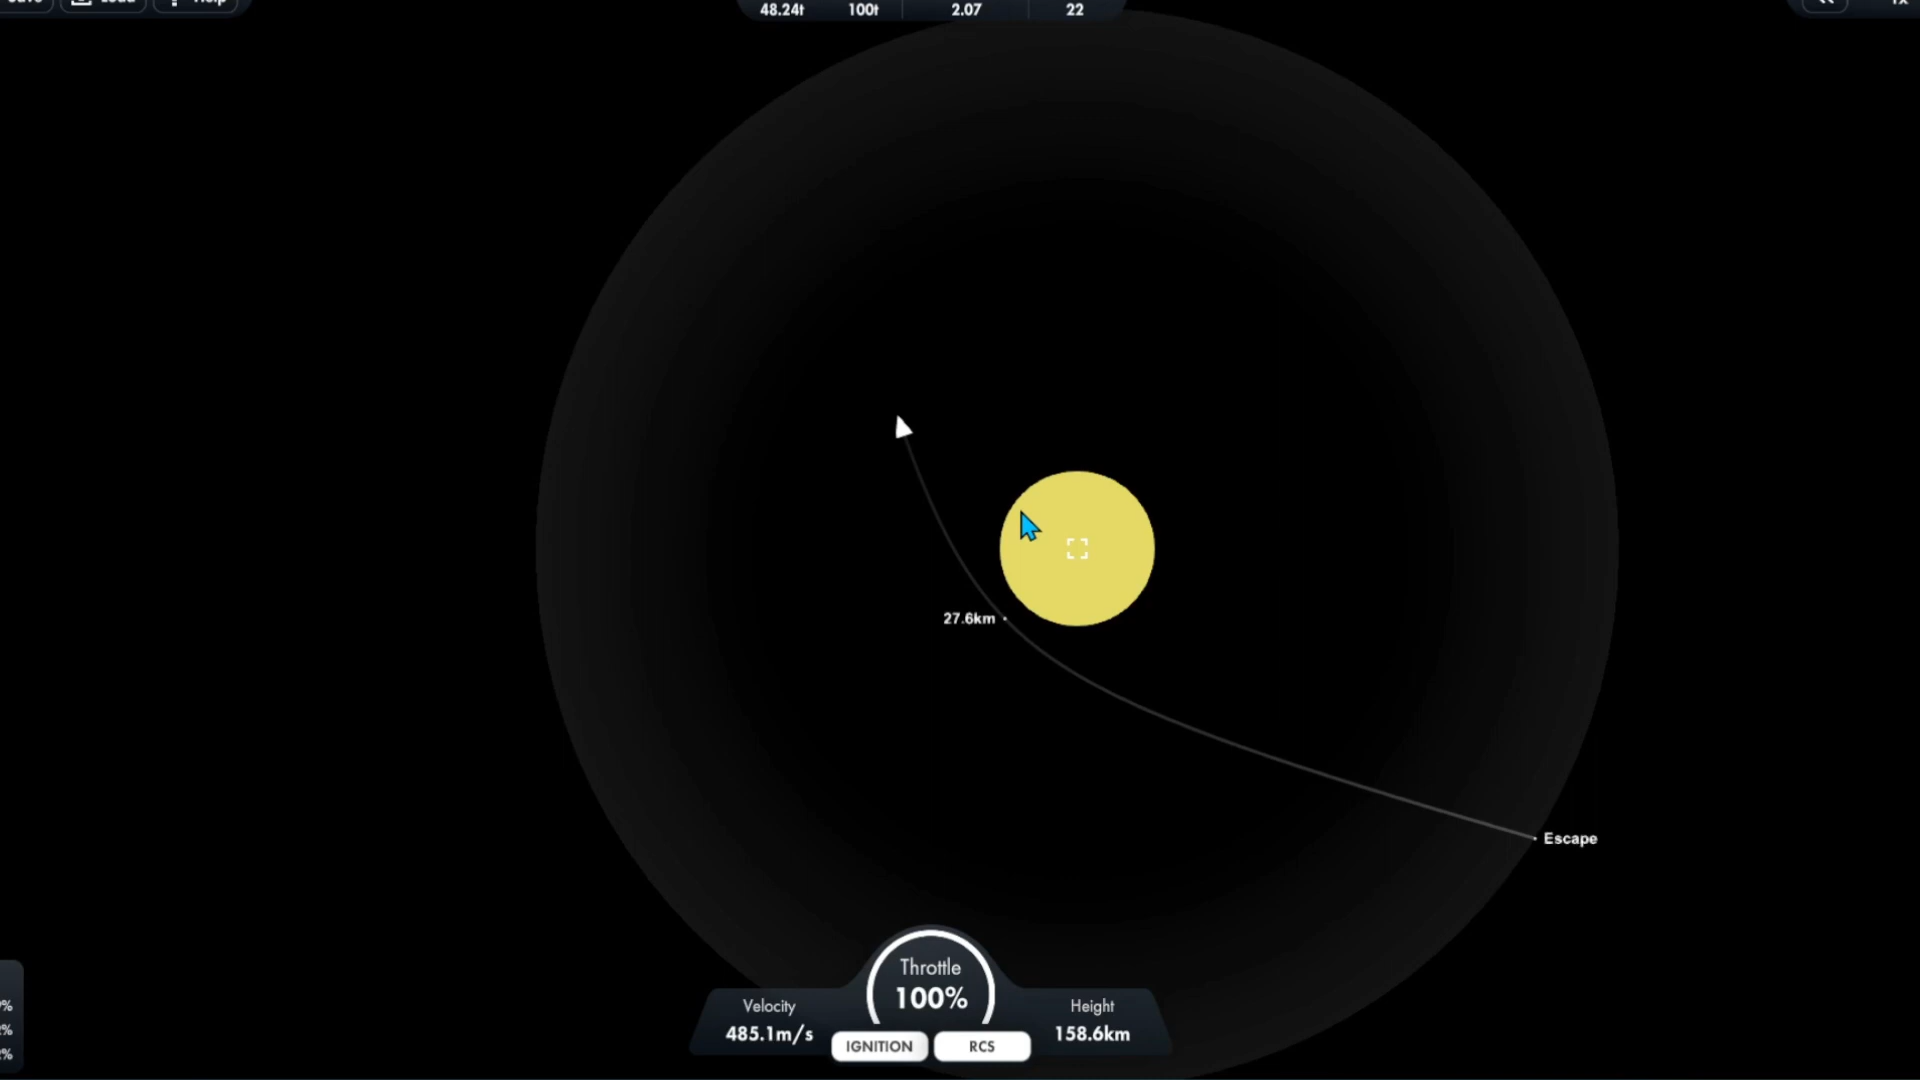 48.24t 100t 2.07 22
27.6km
Escape
Throttle
100%
Velocity
485.1m/s
Height
158.6km
IGNITION
RCS